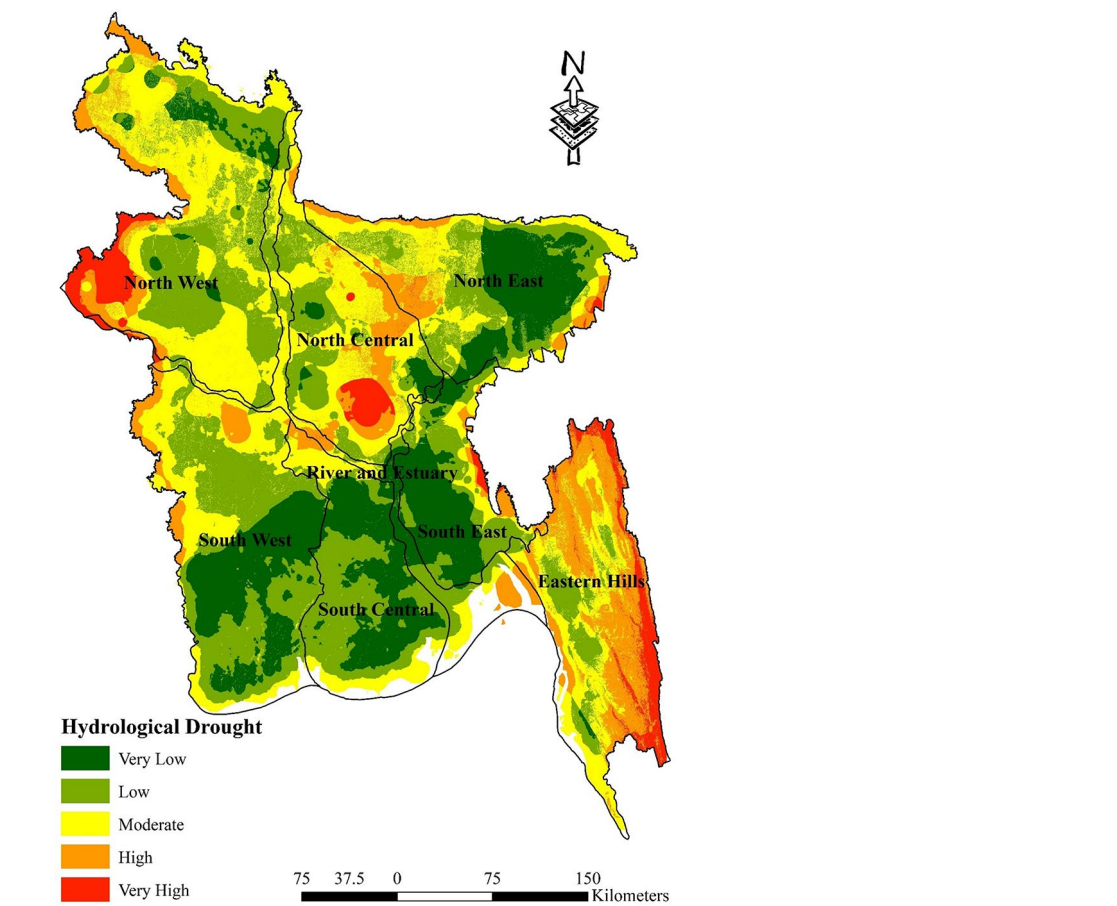 N
North West
North East
North Central
River and Estuary
South West
South East
Eastern Hills
South Central
Hydrological Drought
Very Low
Low
Moderate
High
Very High
75 37.5 0 75 150
Kilometers